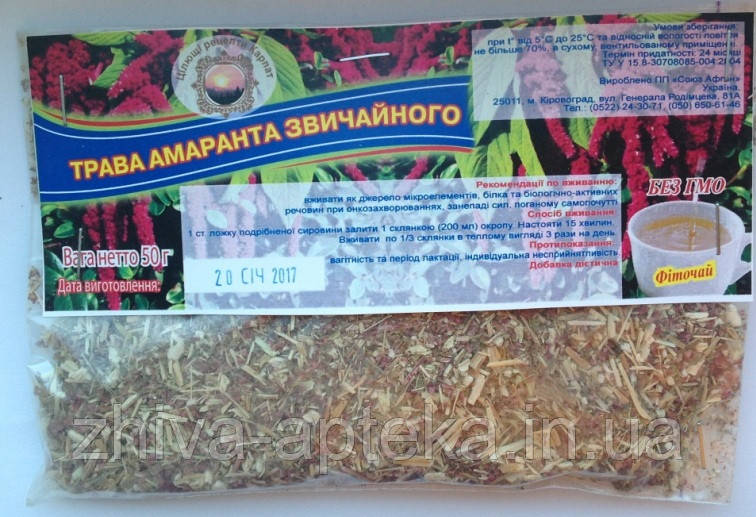 Цілющі рецепти Карпат
ТРАВА АМАРАНТА ЗВИЧАЙНОГО
Умови зберігання:
при t° від 5°С до 25°С та відносній вологості повітря
не більше 70%, в сухому, вентильованому приміщенні.
Термін придатності: 24 місяці
ТУ У 15.8-30708085-004:2104
Вироблено ПП «Союз Афган»
Україна,
25011, м. Кіровоград, вул. Генерала Родімцева, 81А
Тел.: (0522) 24-30-71, (050) 650-61-46
Рекомендації по вживанню:
вживати як джерело мікроелементів, білка та біологічно-активних
речовин при онкозахворюваннях, занепаді сил, поганому самопочутті
Спосіб вживання:
1 ст. ложку подрібненої сировини залити 1 склянкою (200 мл) окропу. Настояти 15 хвилин.
Вживати по 1/3 склянки в теплому вигляді 3 рази на день
Протипоказання:
вагітність та період лактації, індивідуальна несприйнятливість
Добавка дієтична
БЕЗ ГМО
Фіточай
Вага нетто 50 г
Дата виготовлення:
20 СІЧ 2017
zhiva-apteka.in.ua